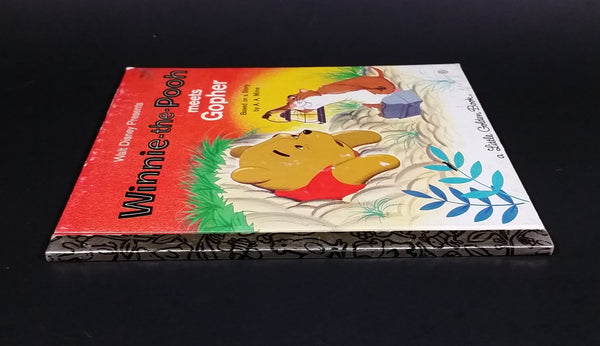 Walt Disney Presents
Winnie-the-Pooh
meets
Gopher
Based on a Story
by A. A. Milne
a Little Golden Book